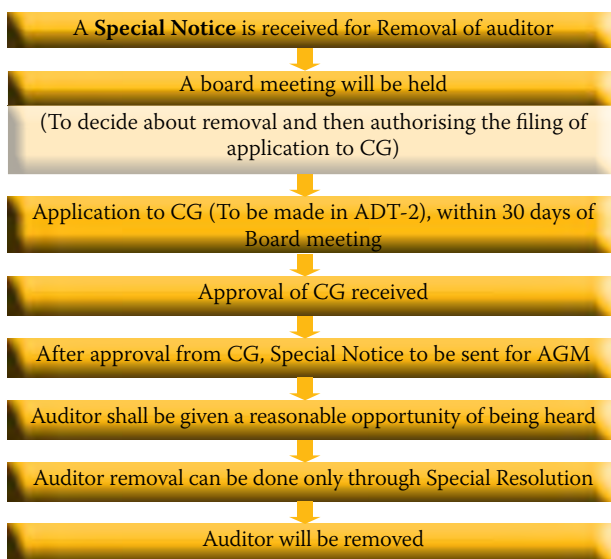 A Special Notice is received for Removal of auditor
A board meeting will be held
(To decide about removal and then authorising the filing of
application to CG)
Application to CG (To be made in ADT-2), within 30 days of
Board meeting
Approval of CG received
After approval from CG, Special Notice to be sent for AGM
Auditor shall be given a reasonable opportunity of being heard
Auditor removal can be done only through Special Resolution
Auditor will be removed